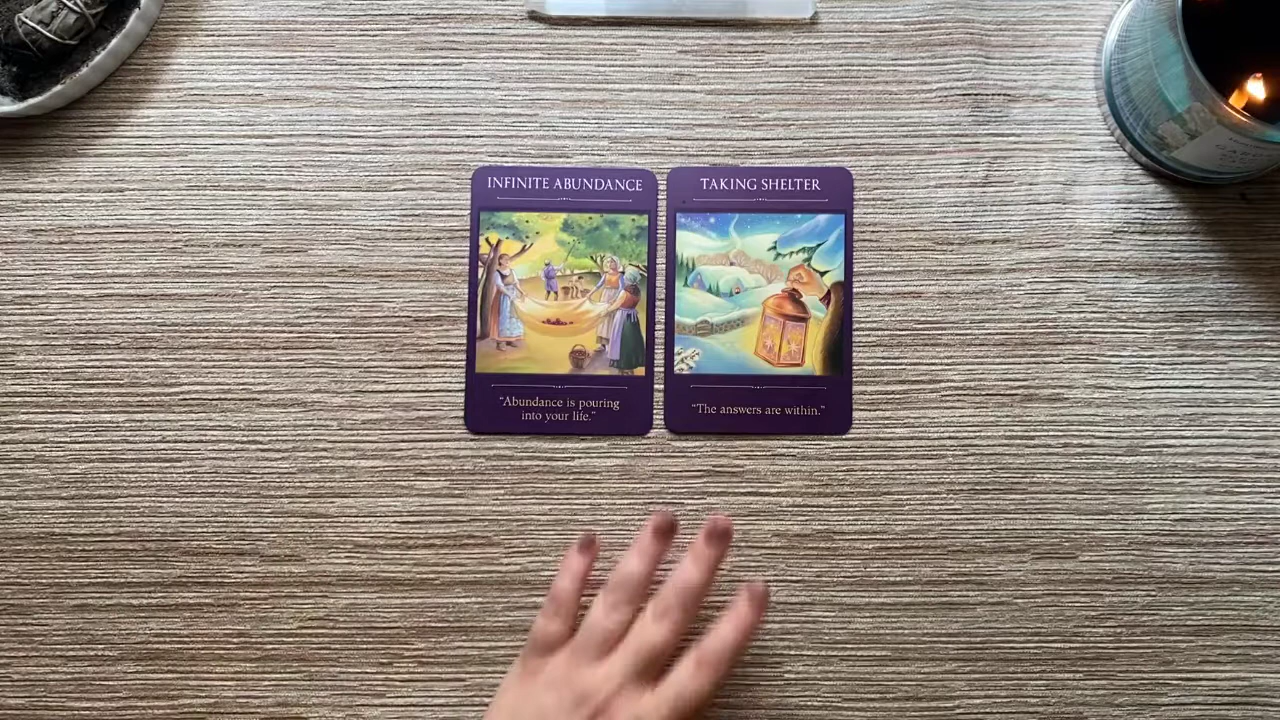 INFINITE ABUNDANCE
"Abundance is pouring
into your life."
TAKING SHELTER
"The answers are within."